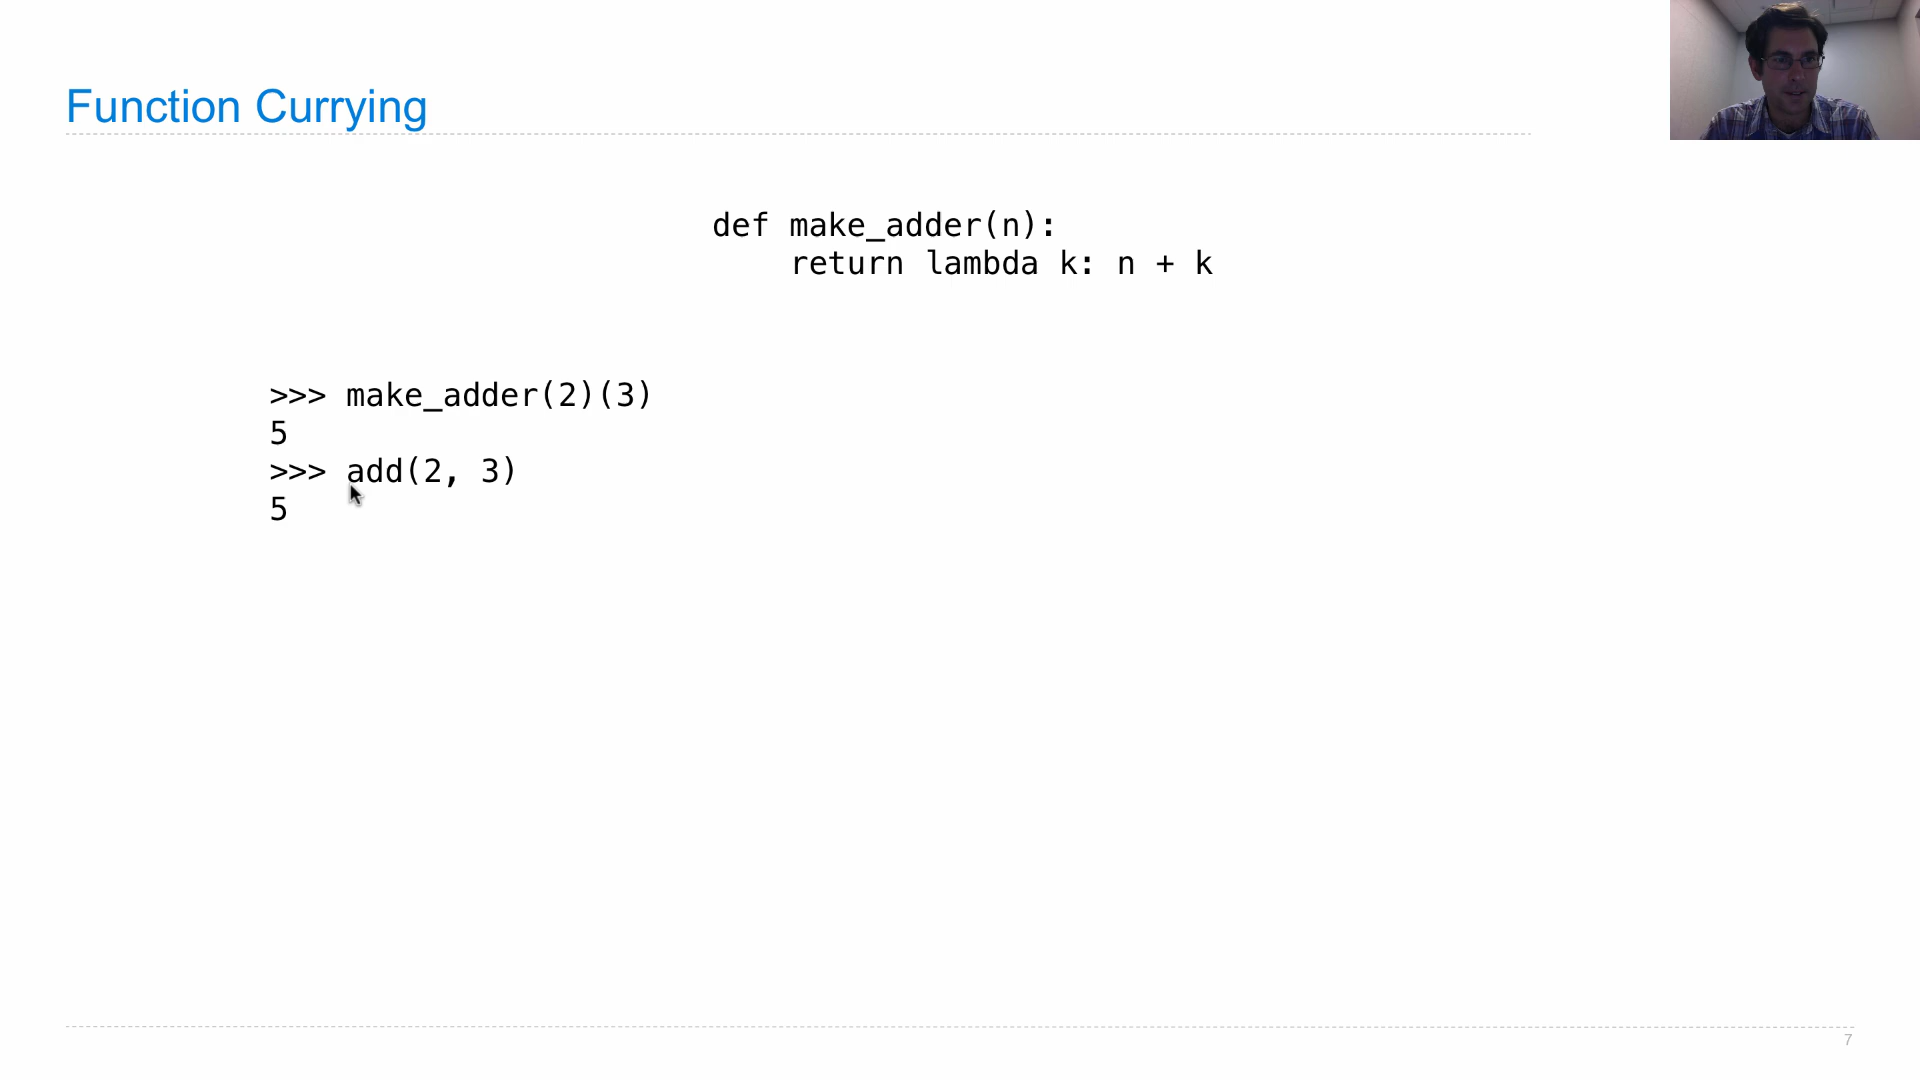 Function Currying
def make_adder(n):
    return lambda k: n + k
>>> make_adder(2)(3)
5
>>> add(2, 3)
5
7